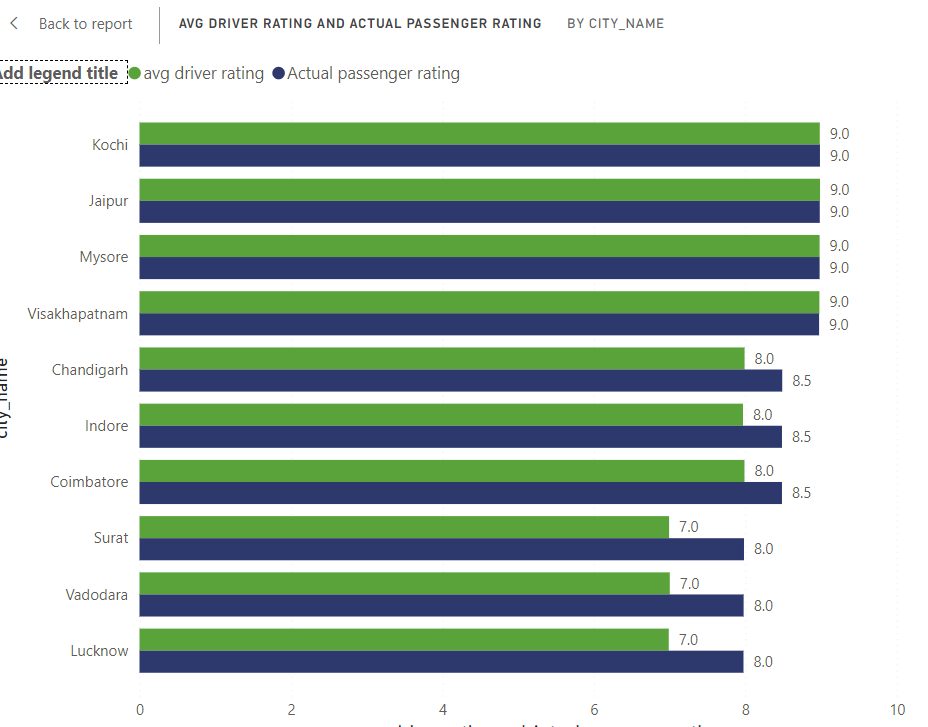 Back to report
AVG DRIVER RATING AND ACTUAL PASSENGER RATING BY CITY_NAME
Add legend title avg driver rating Actual passenger rating
city_name
Kochi 9.0
9.0
Jaipur 9.0
9.0
Mysore 9.0
9.0
Visakhapatnam 9.0
9.0
Chandigarh 8.0
8.5
Indore 8.0
8.5
Coimbatore 8.0
8.5
Surat 7.0
8.0
Vadodara 7.0
8.0
Lucknow 7.0
8.0
0 2 4 6 8 10